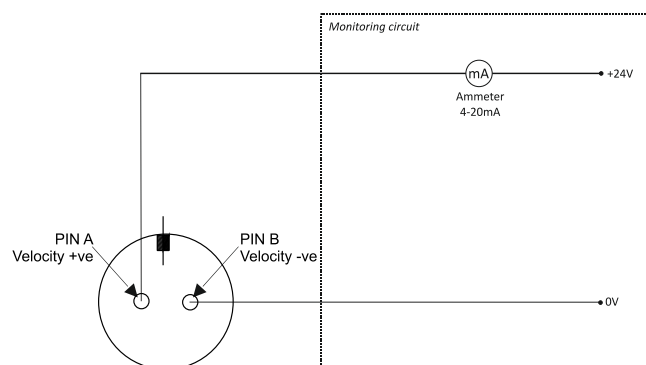 Monitoring circuit
mA
+24V
Ammeter
4-20mA
PIN A
Velocity +ve
PIN B
Velocity -ve
0V